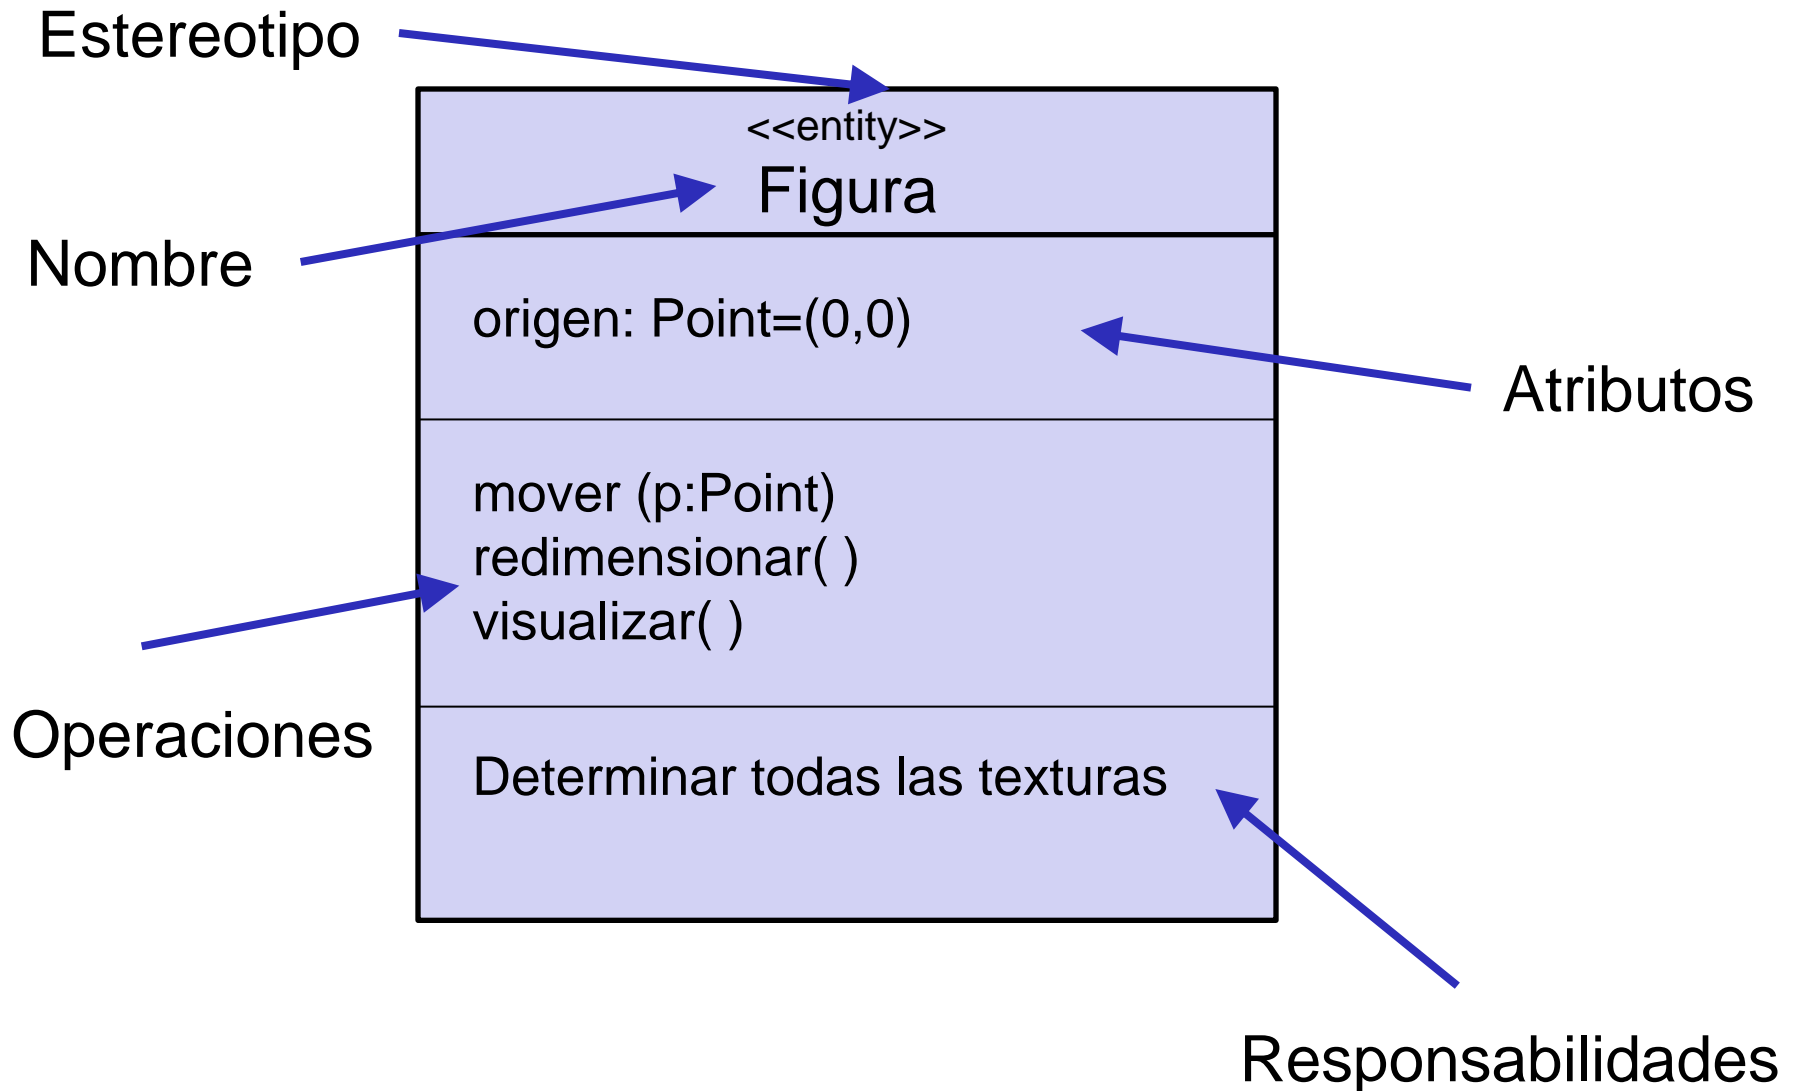 Estereotipo
<<entity>>
Figura
Nombre
origen: Point=(0,0)
Atributos
mover (p:Point)
redimensionar( )
visualizar( )
Operaciones
Determinar todas las texturas
Responsabilidades